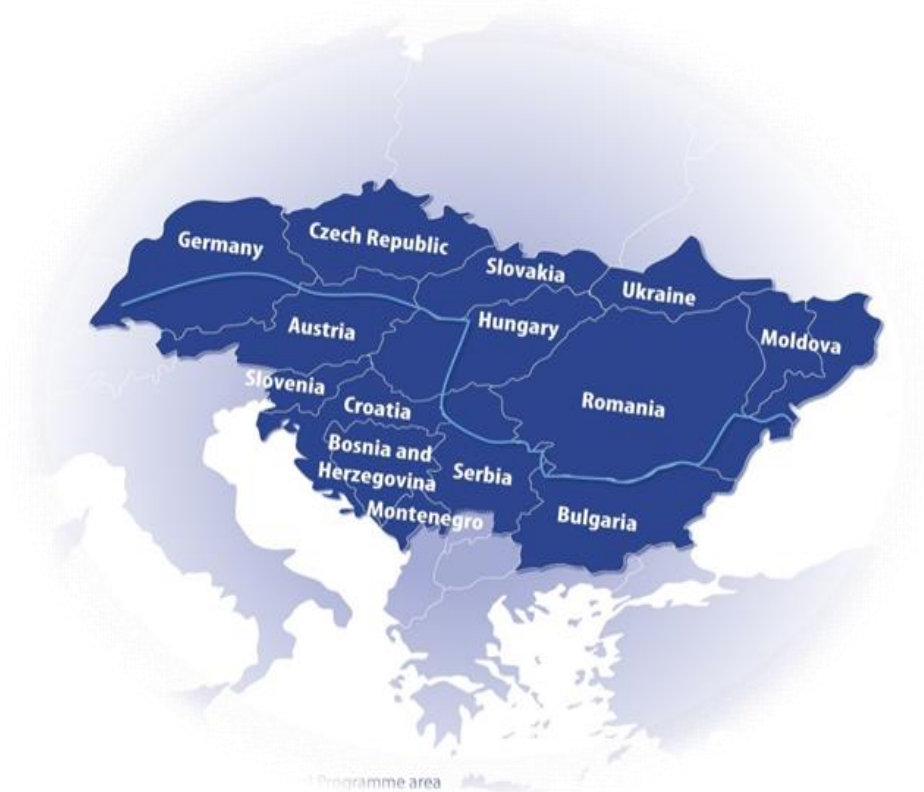 Germany
Czech Republic
Slovakia
Ukraine
Austria
Hungary
Moldova
Slovenia
Croatia
Romania
Bosnia and
Herzegovina
Serbia
Montenegro
Bulgaria
Programme area